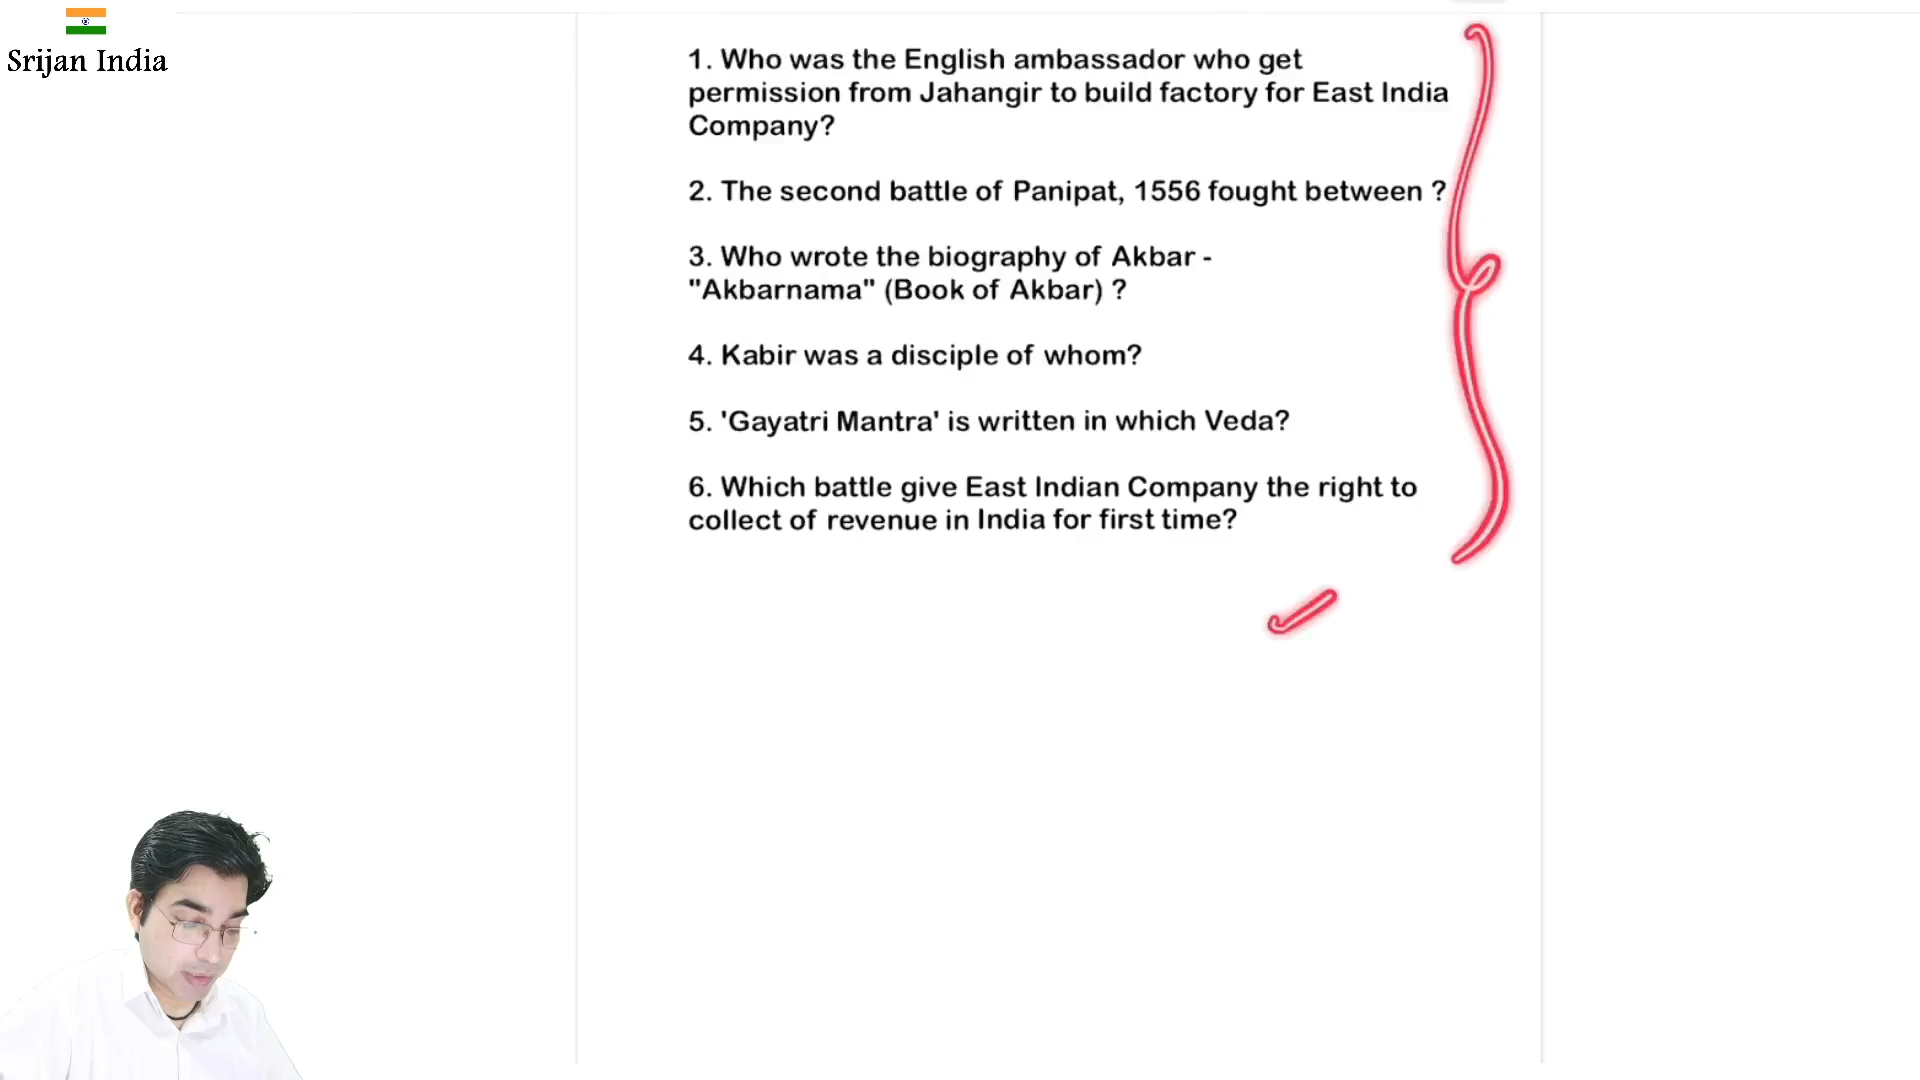 Srijan India
1. Who was the English ambassador who get
permission from Jahangir to build factory for East India
Company?
2. The second battle of Panipat, 1556 fought between ?
3. Who wrote the biography of Akbar -
"Akbarnama" (Book of Akbar) ?
4. Kabir was a disciple of whom?
5. 'Gayatri Mantra' is written in which Veda?
6. Which battle give East Indian Company the right to
collect of revenue in India for first time?